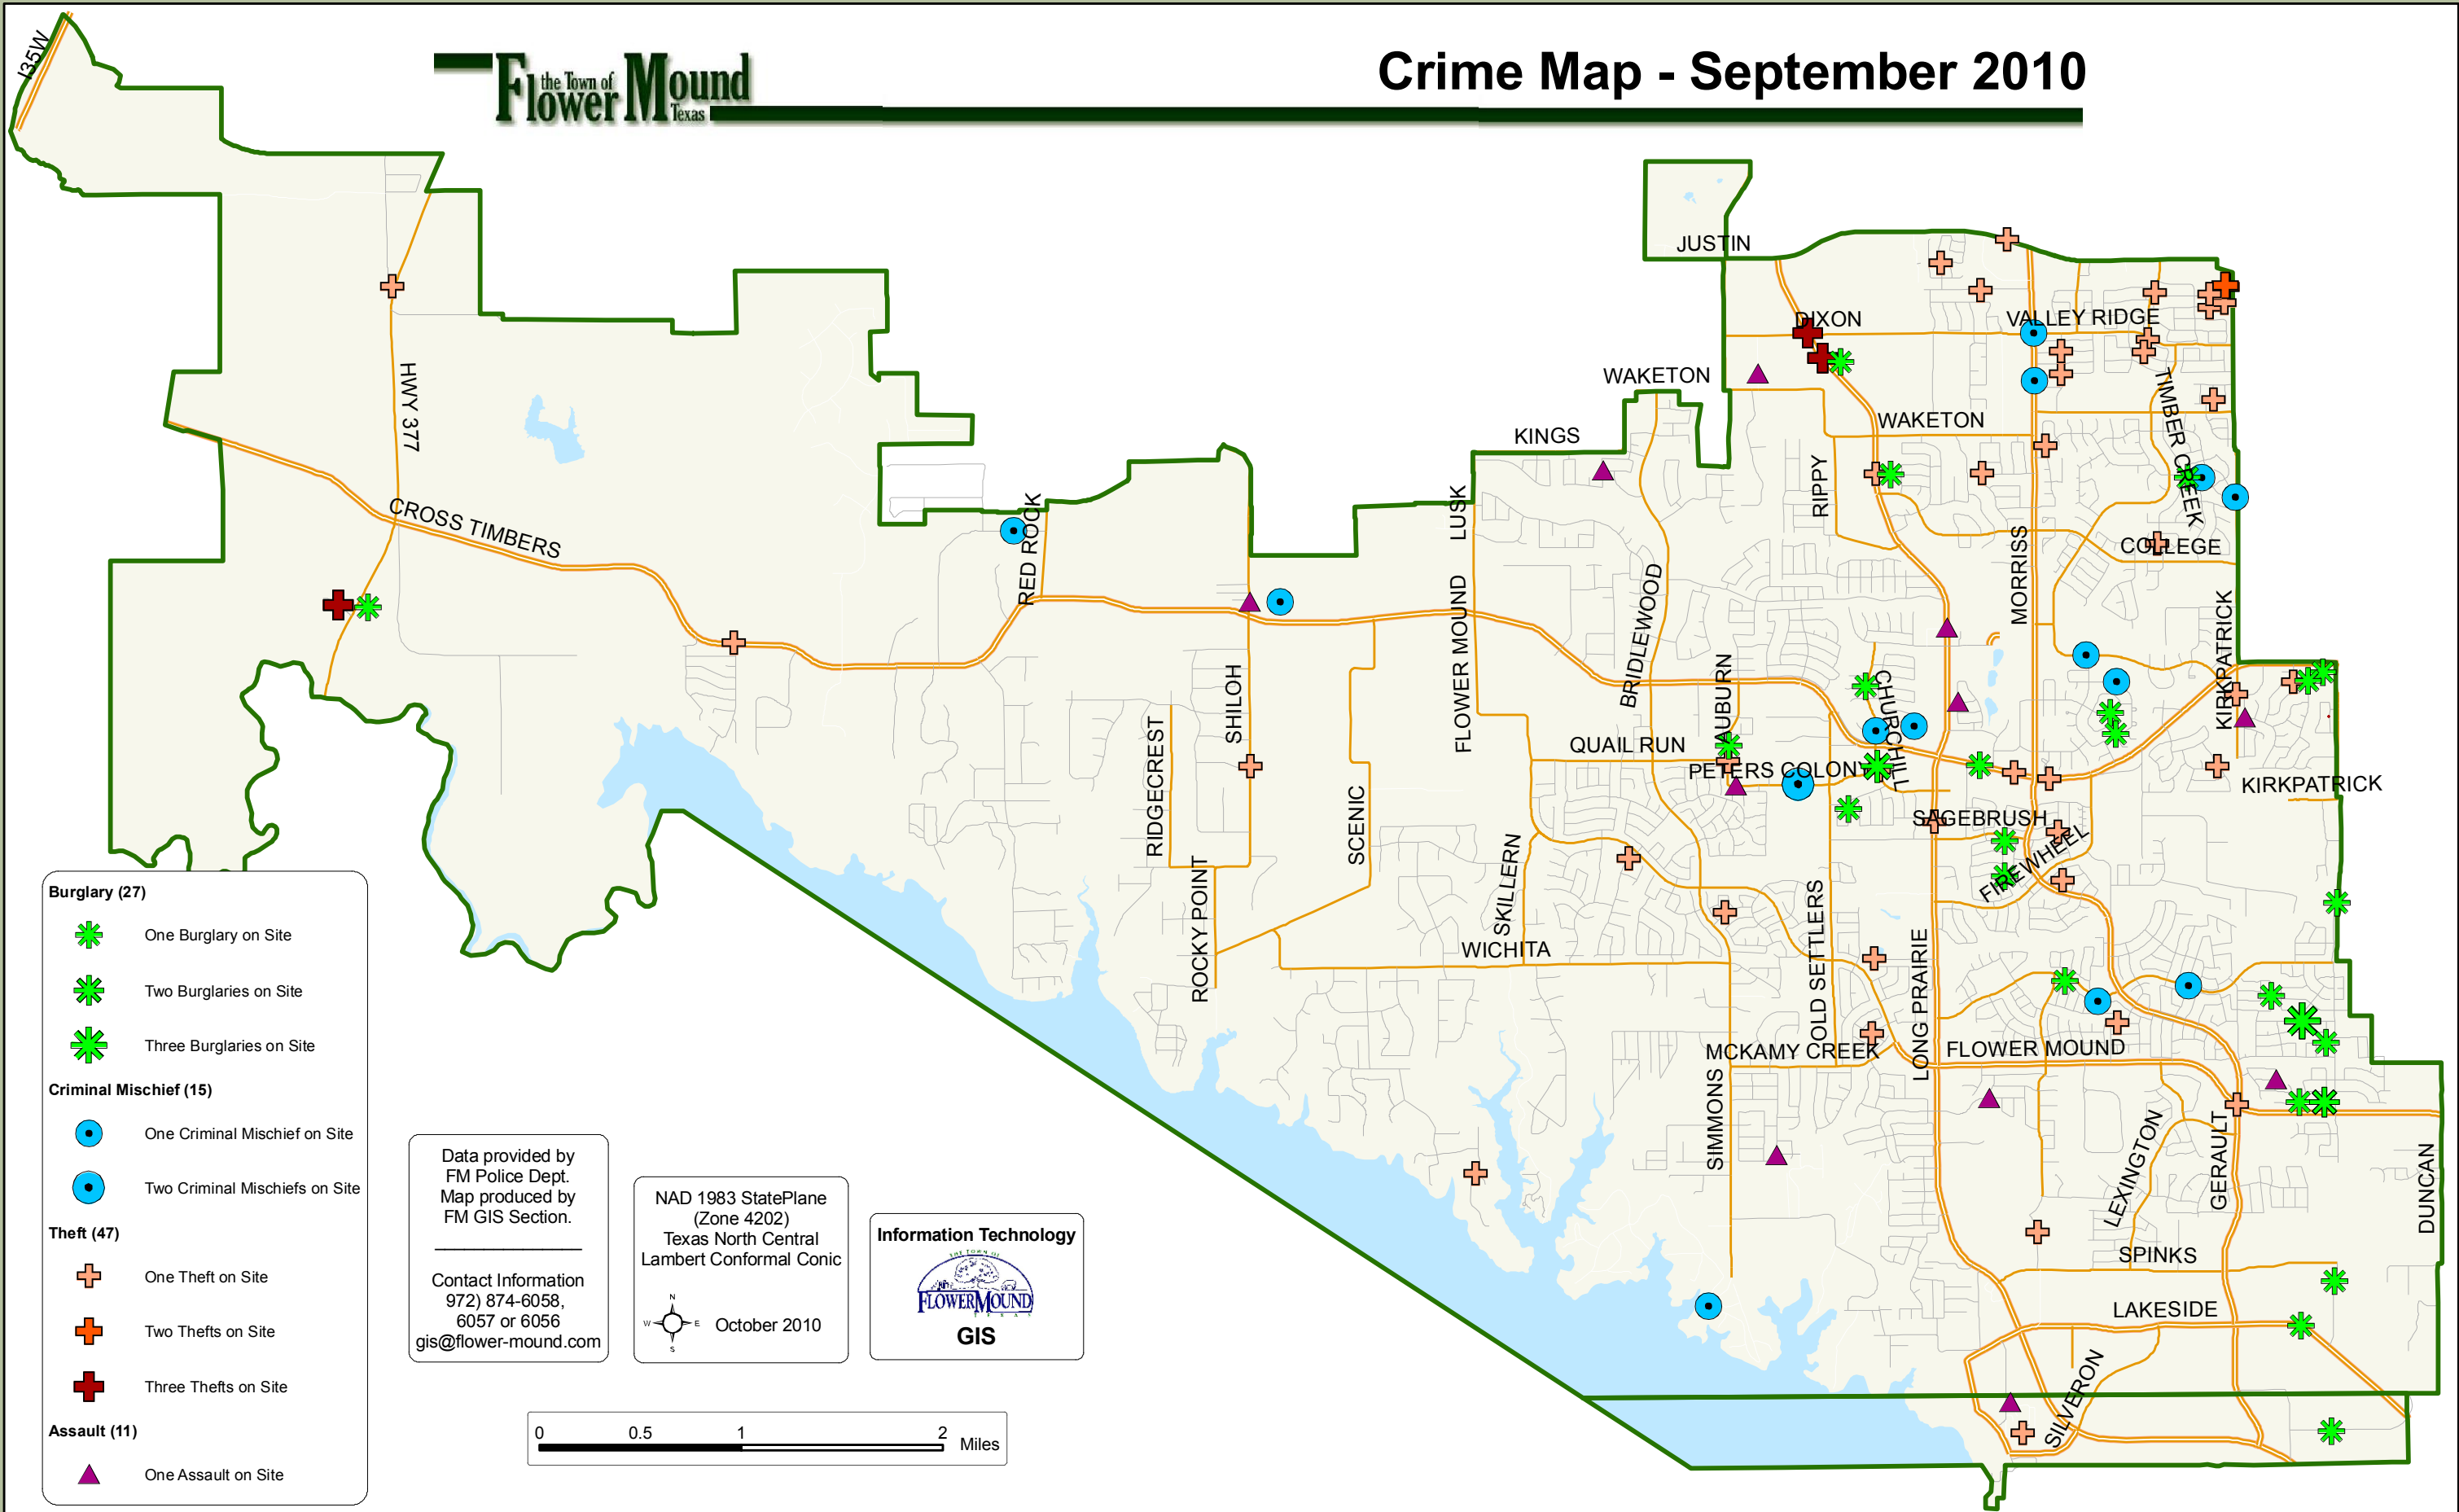 Crime Map - September 2010
the Town of
Flower Mound
Texas
I35W
JUSTIN
DIXON
VALLEY RIDGE
WAKETON
HWY 377
TIMBER CREEK
WAKETON
KINGS
RIPPY
LUSK
CROSS TIMBERS
RED ROCK
MORRISS
COLLEGE
BRIDLEWOOD
FLOWER MOUND
KIRKPATRICK
SHILOH
AUBURN
CHURCHILL
RIDGECREST
QUAIL RUN
PETERS COLONY
KIRKPATRICK
SCENIC
SAGEBRUSH
FIREWHEEL
SKILLERN
ROCKY POINT
OLD SETTLERS
WICHITA
LONG PRAIRIE
MCKAMY CREEK
FLOWER MOUND
SIMMONS
LEXINGTON
GERAULT
DUNCAN
SPINKS
LAKESIDE
SILVERON
Burglary (27)
One Burglary on Site
Two Burglaries on Site
Three Burglaries on Site
Criminal Mischief (15)
One Criminal Mischief on Site
Two Criminal Mischiefs on Site
Theft (47)
One Theft on Site
Two Thefts on Site
Three Thefts on Site
Assault (11)
One Assault on Site
Data provided by
FM Police Dept.
Map produced by
FM GIS Section.
Contact Information
972) 874-6058,
6057 or 6056
gis@flower-mound.com
NAD 1983 StatePlane
(Zone 4202)
Texas North Central
Lambert Conformal Conic
N
W E
S
October 2010
Information Technology
THE TOWN OF
FLOWER MOUND
TEXAS
GIS
0 0.5 1 2
Miles